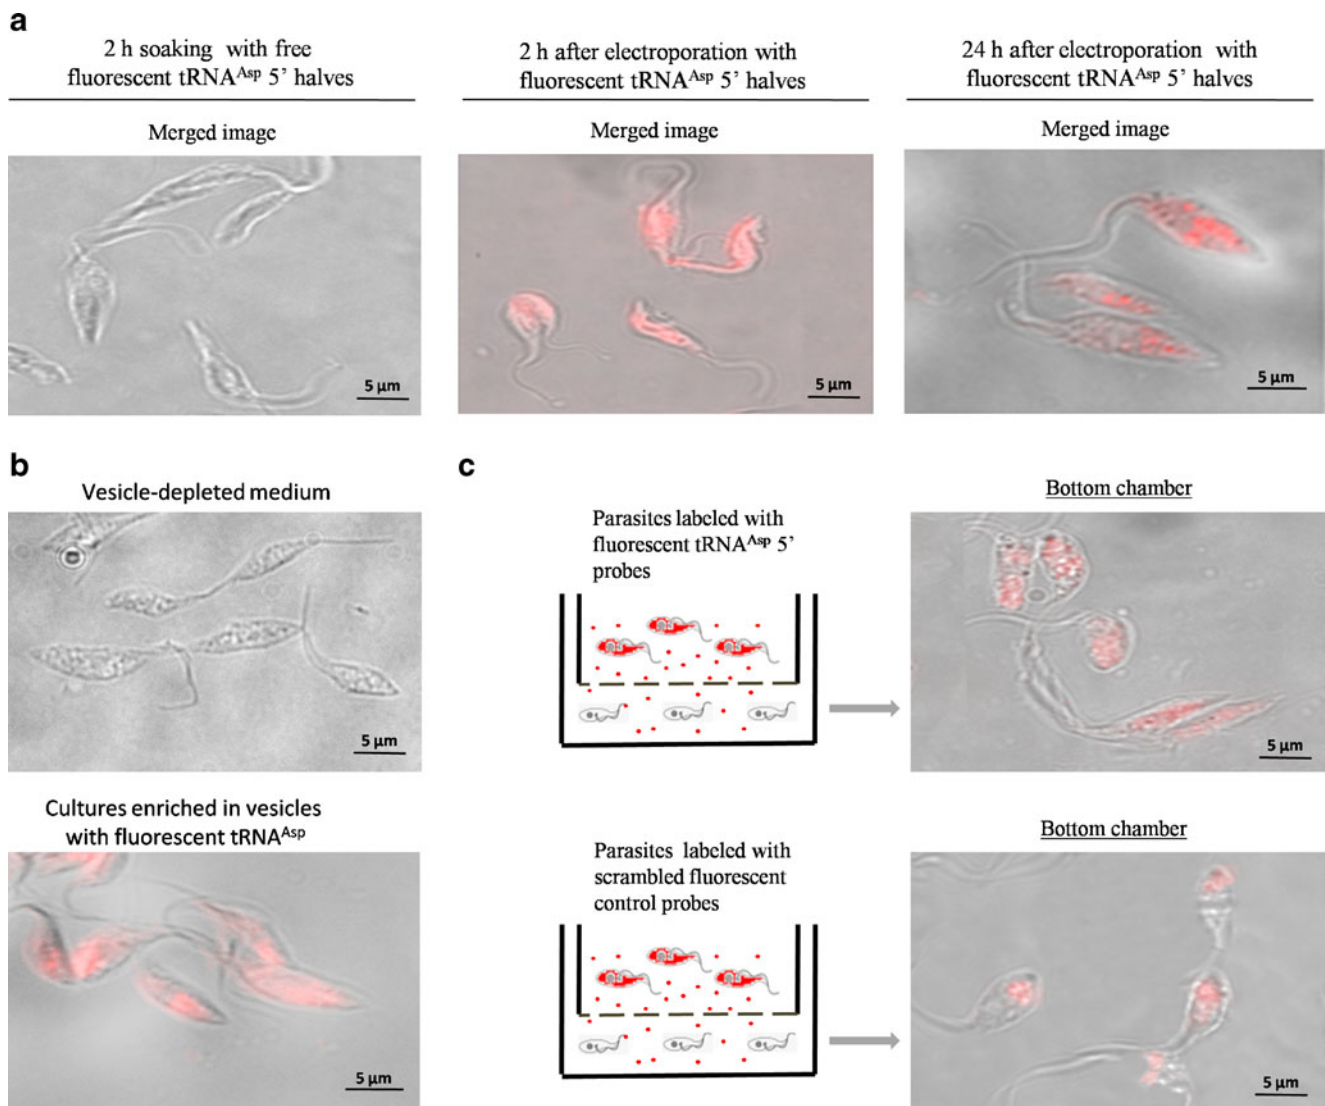 a
2 h soaking with free
fluorescent tRNAAsp 5’ halves
Merged image
5 µm
2 h after electroporation with
fluorescent tRNAAsp 5’ halves
Merged image
5 µm
24 h after electroporation with
fluorescent tRNAAsp 5’ halves
Merged image
5 µm
b
Vesicle-depleted medium
5 µm
Cultures enriched in vesicles
with fluorescent tRNAAsp
5 µm
c
Parasites labeled with
fluorescent tRNAAsp 5’
probes
Bottom chamber
5 µm
Parasites labeled with
scrambled fluorescent
control probes
Bottom chamber
5 µm